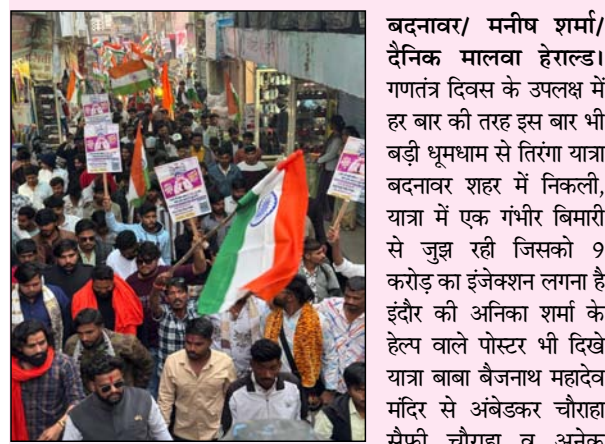 बदनावर/ मनीष शर्मा/
दैनिक मालवा हेराल्ड।
गणतंत्र दिवस के उपलक्ष में
हर बार की तरह इस बार भी
बड़ी धूमधाम से तिरंगा यात्रा
बदनावर शहर में निकली,
यात्रा में एक गंभीर बिमारी
से जुझ रही जिसको 9
करोड़ का इंजेक्शन लगना है
इंदौर की अनिका शर्मा के
हेल्प वाले पोस्टर भी दिखे
यात्रा बाबा बैजनाथ महादेव
मंदिर से अंबेडकर चौराहा
सैफी चौराहा व अनेक